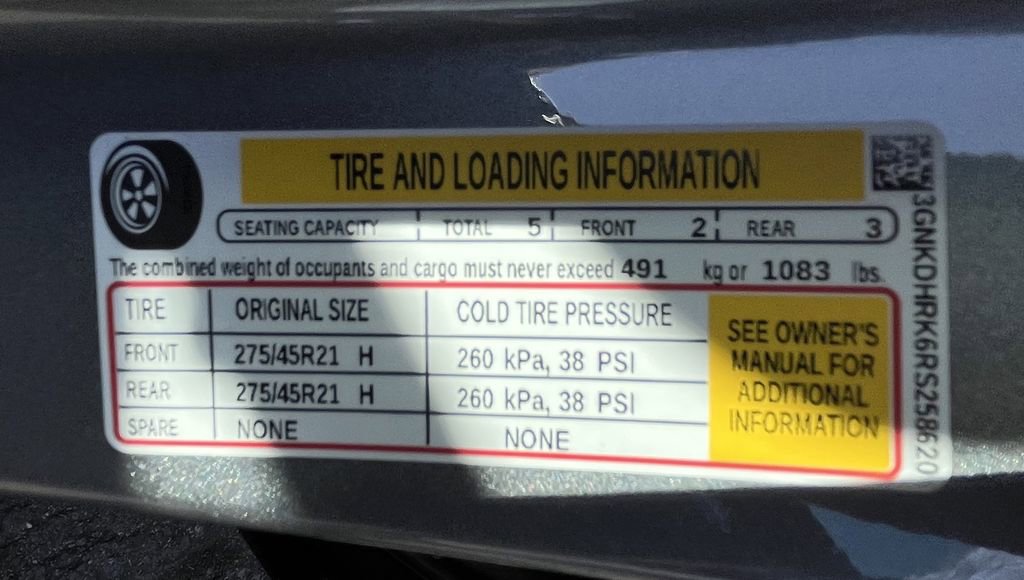 TIRE AND LOADING INFORMATION
SEATING CAPACITY TOTAL 5 FRONT 2 REAR 3
The combined weight of occupants and cargo must never exceed 491 kg or 1083 lbs.
TIRE ORIGINAL SIZE COLD TIRE PRESSURE
FRONT 275/45R21 H 260 kPa, 38 PSI
REAR 275/45R21 H 260 kPa, 38 PSI
SPARE NONE NONE
SEE OWNER'S
MANUAL FOR
ADDITIONAL
INFORMATION
3GNKDHRK6RS258620